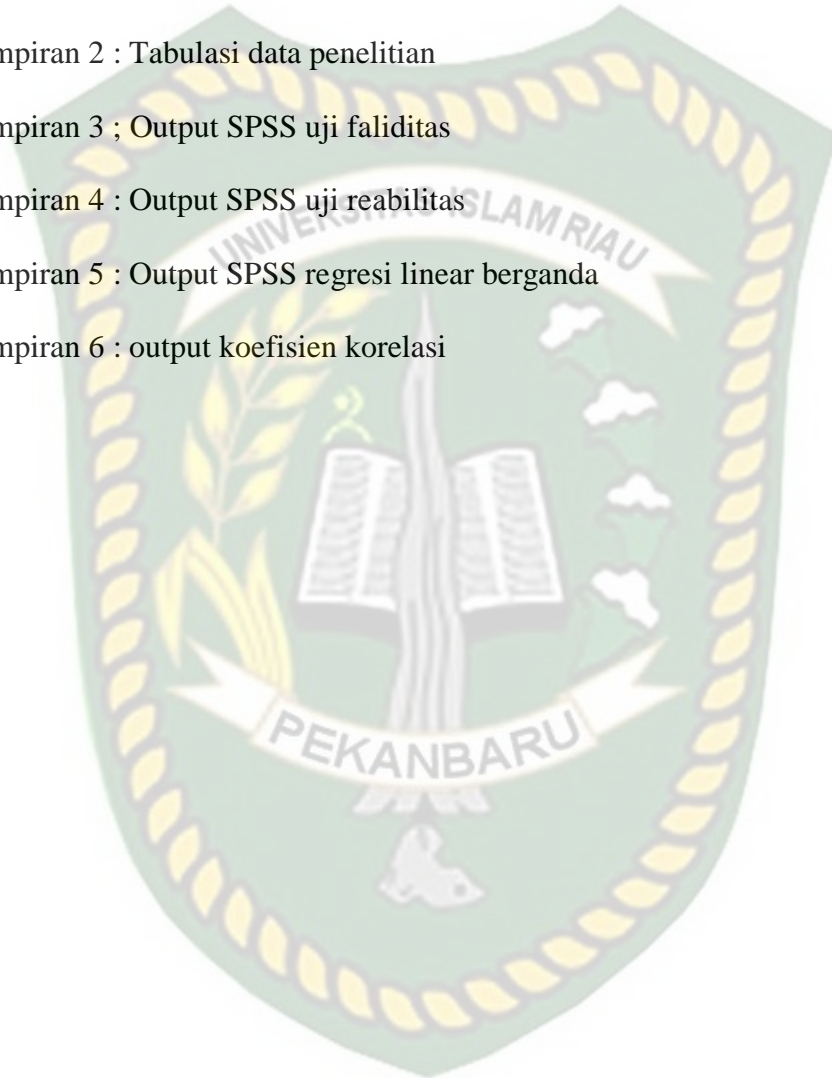 mpiran 2 : Tabulasi data penelitian
mpiran 3 ; Output SPSS uji faliditas
mpiran 4 : Output SPSS uji reabilitas
UNIVERSITAS ISLAM RIAU
mpiran 5 : Output SPSS regresi linear berganda
mpiran 6 : output koefisien korelasi
PEKANBARU